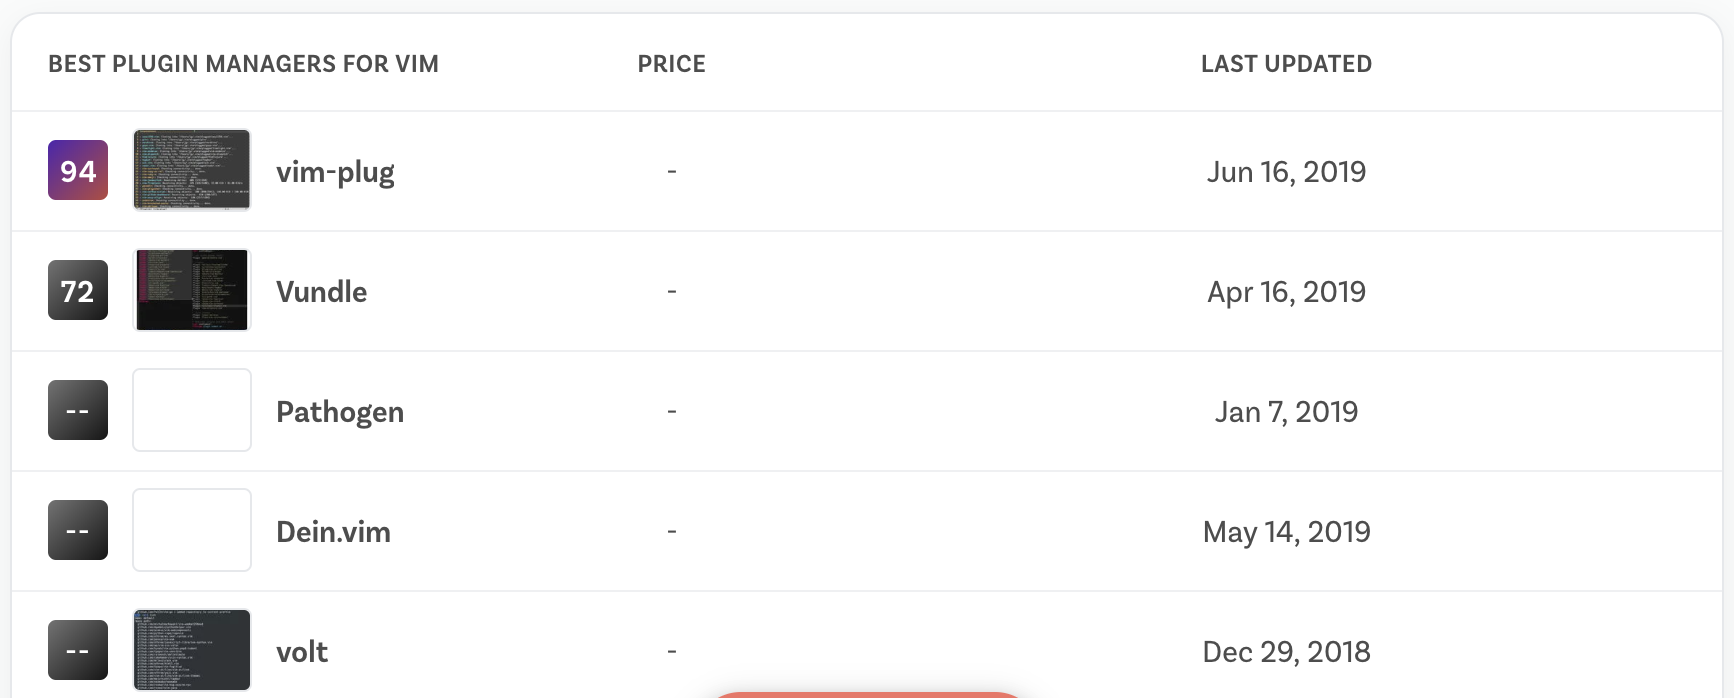 BEST PLUGIN MANAGERS FOR VIM PRICE LAST UPDATED
94 vim-plug - Jun 16, 2019
72 Vundle - Apr 16, 2019
-- Pathogen - Jan 7, 2019
-- Dein.vim - May 14, 2019
-- volt - Dec 29, 2018